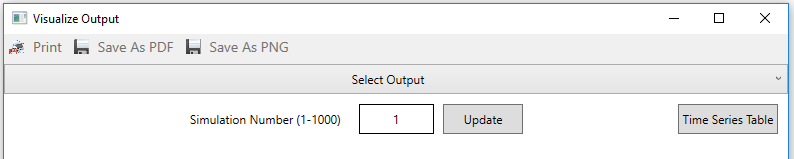 Visualize Output
Print Save As PDF Save As PNG
Select Output
Simulation Number (1-1000) 1 Update Time Series Table